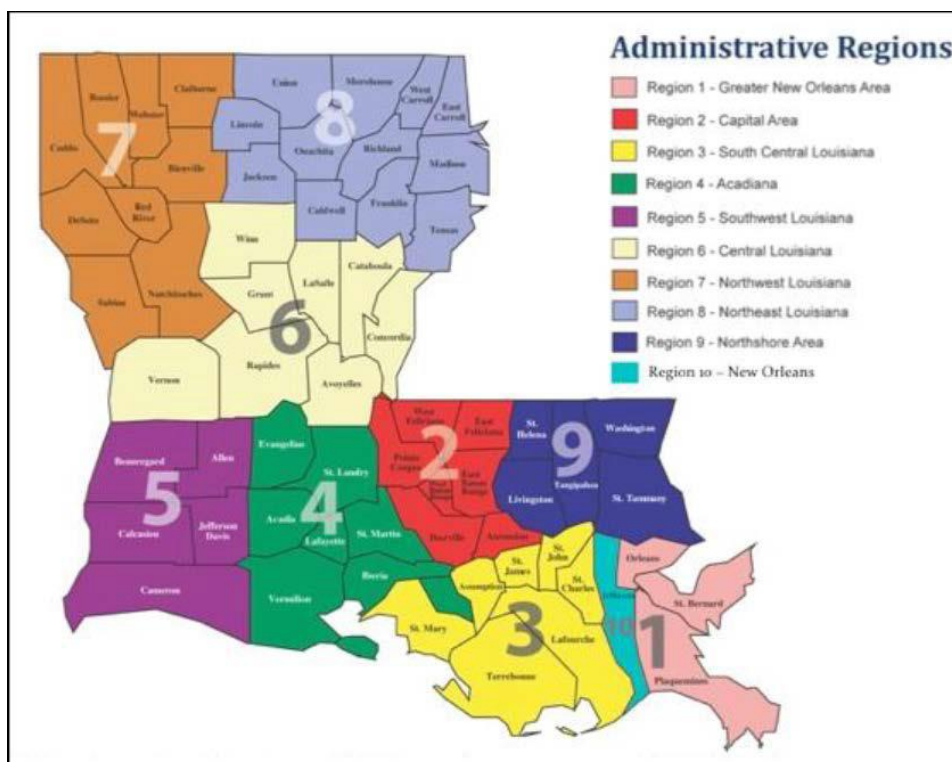 Administrative Regions
Region 1 - Greater New Orleans Area
Region 2 - Capital Area
Region 3 - South Central Louisiana
Region 4 - Acadiana
Region 5 - Southwest Louisiana
Region 6 - Central Louisiana
Region 7 - Northwest Louisiana
Region 8 - Northeast Louisiana
Region 9 - Northshore Area
Region 10 – New Orleans
7
Caddo
Bossier
Webster
Claiborne
Bienville
DeSoto
Red
River
Sabine
Natchitoches
8
Union
Morehouse
West
Carroll
East
Carroll
Lincoln
Ouachita
Richland
Madison
Jackson
Caldwell
Franklin
Tensas
6
Winn
Grant
LaSalle
Catahoula
Concordia
Vernon
Rapides
Avoyelles
5
Beauregard
Allen
Calcasieu
Jefferson
Davis
Cameron
4
Evangeline
St. Landry
Acadia
Lafayette
St. Martin
Iberia
Vermilion
2
West
Feliciana
East
Feliciana
Pointe
Coupee
West
Baton
Rouge
East
Baton
Rouge
Iberville
Ascension
9
St.
Helena
Washington
Livingston
Tangipahoa
St. Tammany
3
St.
James
St.
John
St.
Charles
Assumption
St. Mary
Lafourche
Terrebonne
10
Jefferson
1
Orleans
St. Bernard
Plaquemines